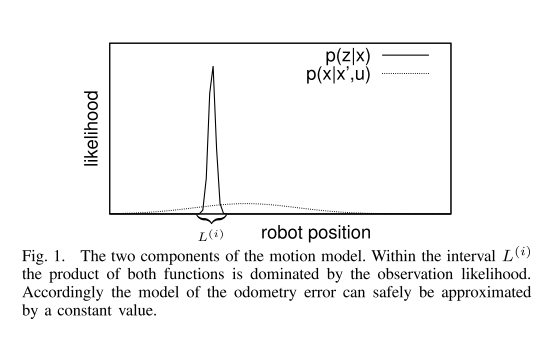 p(z|x)
p(x|x',u)
likelihood
L(i)
robot position
Fig. 1. The two components of the motion model. Within the interval L(i)
the product of both functions is dominated by the observation likelihood.
Accordingly the model of the odometry error can safely be approximated
by a constant value.